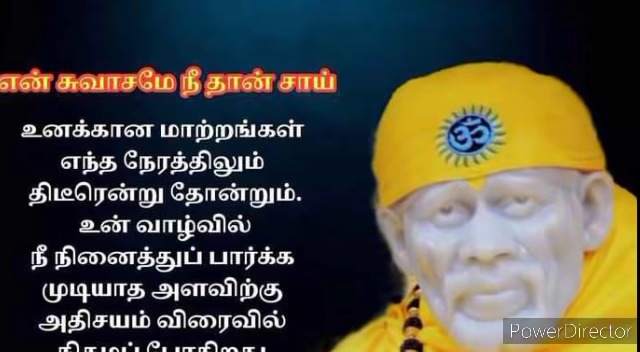 என் சுவாசமே நீ தான் சாய்
உனக்கான மாற்றங்கள்
எந்த நேரத்திலும்
திடீரென்று தோன்றும்.
உன் வாழ்வில்
நீ நினைத்துப் பார்க்க
முடியாத அளவிற்கு
அதிசயம் விரைவில்
ॐ
PowerDirector